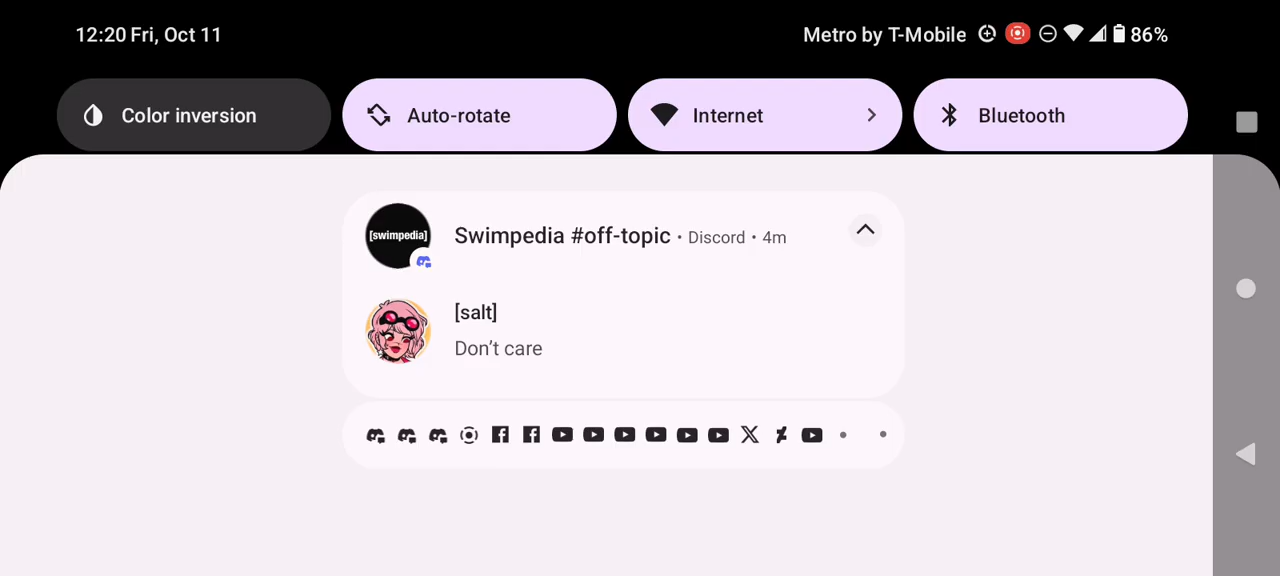 12:20 Fri, Oct 11
Metro by T-Mobile 86%
Color inversion
Auto-rotate
Internet
Bluetooth
[swimpedia]
Swimpedia #off-topic • Discord • 4m
[salt]
Don’t care